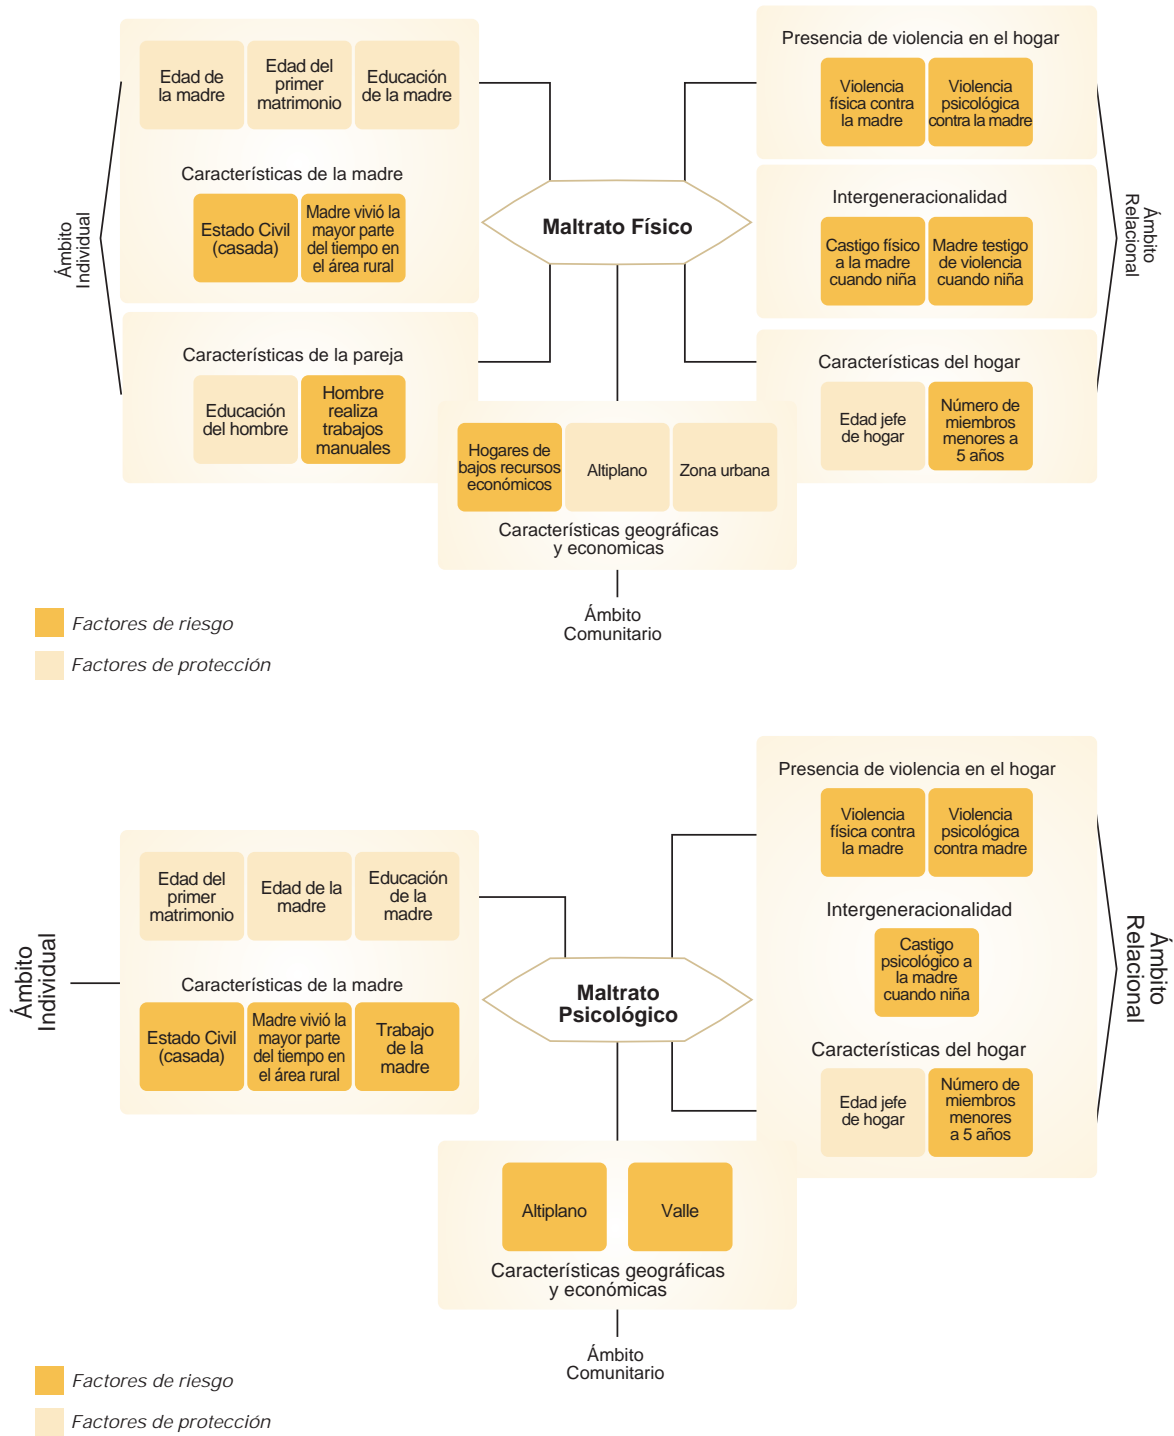 Edad de
la madre
Edad del
primer
matrimonio
Educación
de la madre
Características de la madre
Estado Civil
(casada)
Madre vivió la
mayor parte
del tiempo en
el área rural
Ámbito
Individual
Características de la pareja
Educación
del hombre
Hombre
realiza
trabajos
manuales
Maltrato Físico
Presencia de violencia en el hogar
Violencia
física contra
la madre
Violencia
psicológica
contra la madre
Intergeneracionalidad
Castigo físico
a la madre
cuando niña
Madre testigo
de violencia
cuando niña
Características del hogar
Edad jefe
de hogar
Número de
miembros
menores a
5 años
Ámbito
Relacional
Hogares de
bajos recursos
económicos
Altiplano
Zona urbana
Características geográficas
y economicas
Ámbito
Comunitario
Factores de riesgo
Factores de protección
Edad del
primer
matrimonio
Edad de la
madre
Educación
de la
madre
Características de la madre
Estado Civil
(casada)
Madre vivió la
mayor parte
del tiempo en
el área rural
Trabajo
de la
madre
Ámbito
Individual
Maltrato
Psicológico
Presencia de violencia en el hogar
Violencia
física contra
la madre
Violencia
psicológica
contra madre
Intergeneracionalidad
Castigo
psicológico a
la madre
cuando niña
Características del hogar
Edad jefe
de hogar
Número de
miembros
menores
a 5 años
Ámbito
Relacional
Altiplano
Valle
Características geográficas
y económicas
Ámbito
Comunitario
Factores de riesgo
Factores de protección